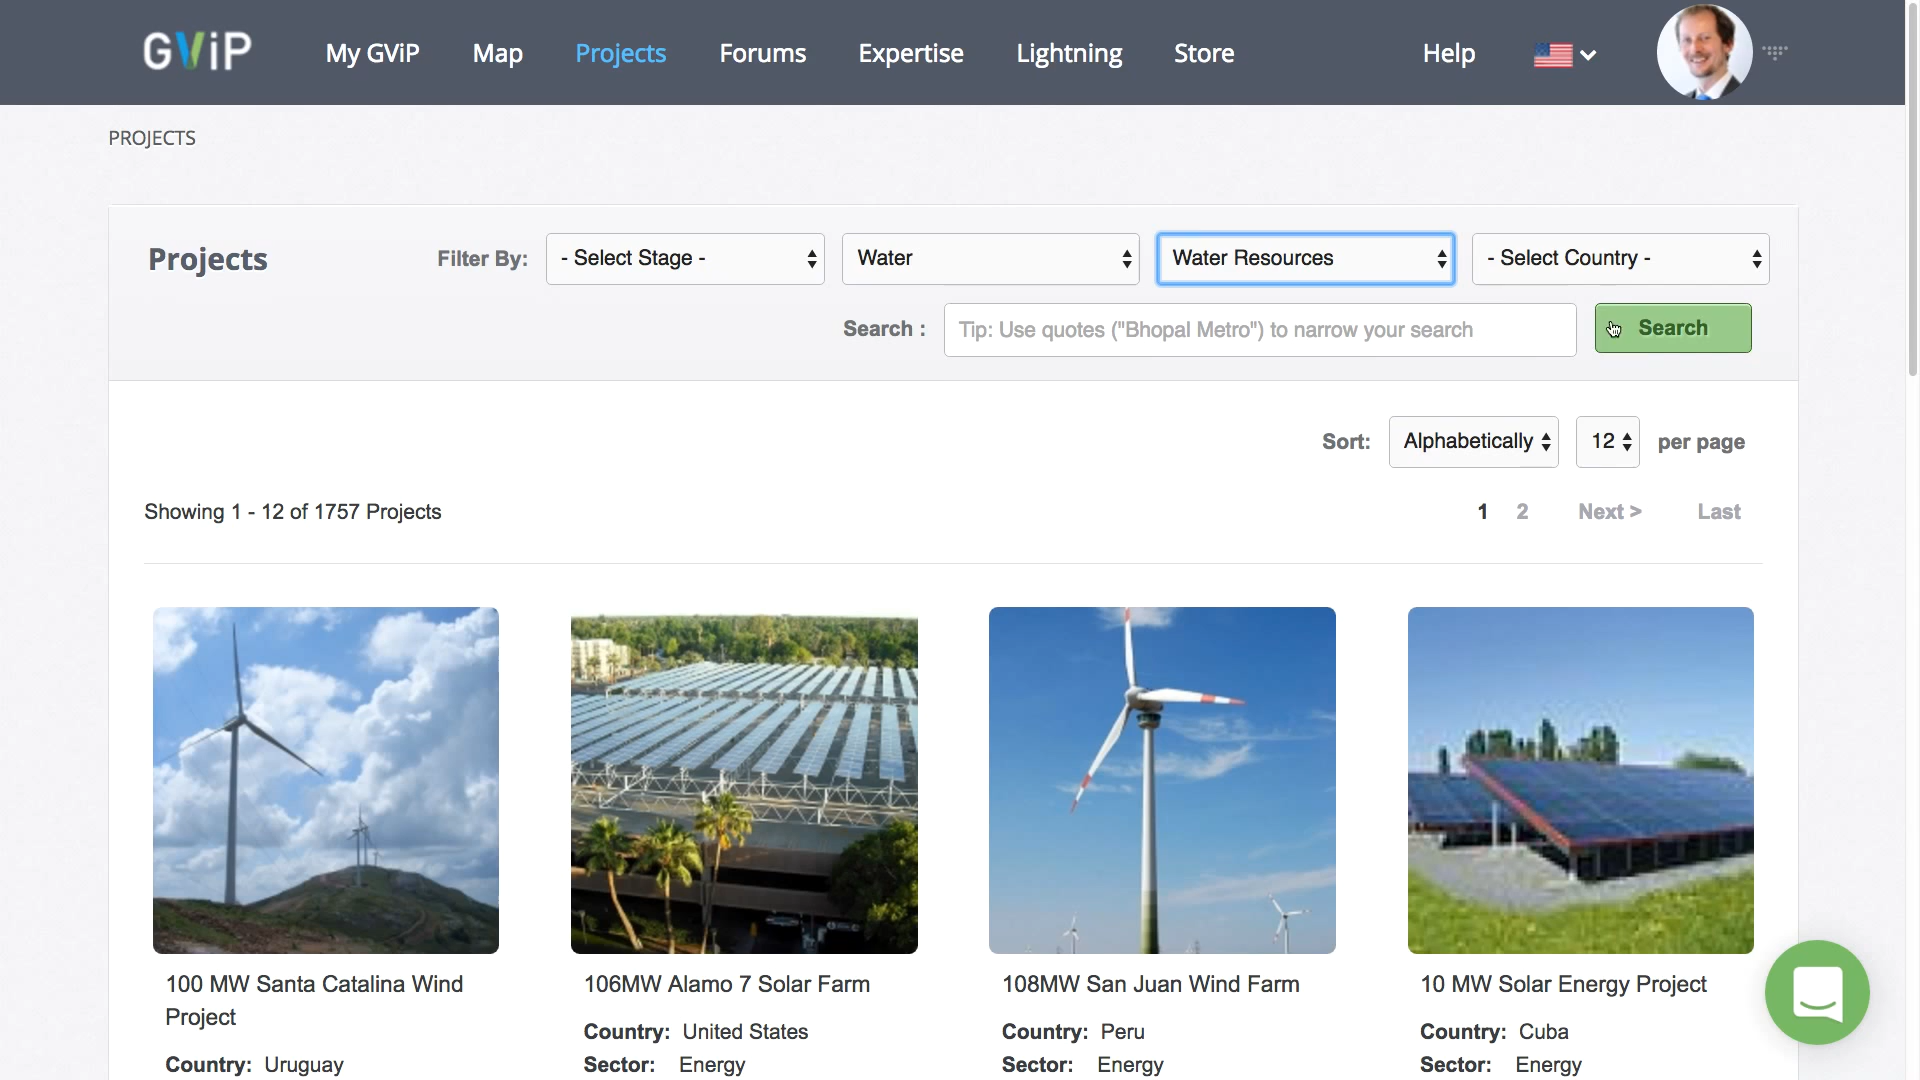 GViP My GViP Map Projects Forums Expertise Lightning Store Help
PROJECTS
Projects Filter By: - Select Stage - Water Water Resources - Select Country -
Search : Tip: Use quotes ("Bhopal Metro") to narrow your search Search
Sort: Alphabetically 12 per page
Showing 1 - 12 of 1757 Projects 1 2 Next > Last
100 MW Santa Catalina Wind
Project
Country: Uruguay
106MW Alamo 7 Solar Farm
Country: United States
Sector: Energy
108MW San Juan Wind Farm
Country: Peru
Sector: Energy
10 MW Solar Energy Project
Country: Cuba
Sector: Energy